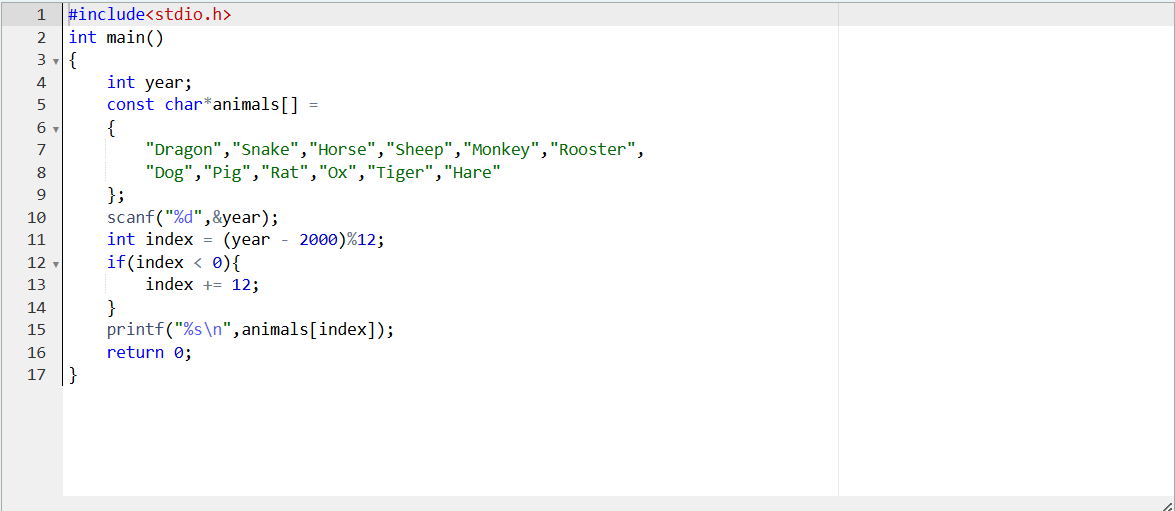 1 #include<stdio.h>
2 int main()
3 {
4     int year;
5     const char*animals[] =
6     {
7         "Dragon","Snake","Horse","Sheep","Monkey","Rooster",
8         "Dog","Pig","Rat","Ox","Tiger","Hare"
9     };
10     scanf("%d",&year);
11     int index = (year - 2000)%12;
12     if(index < 0){
13         index += 12;
14     }
15     printf("%s\n",animals[index]);
16     return 0;
17 }